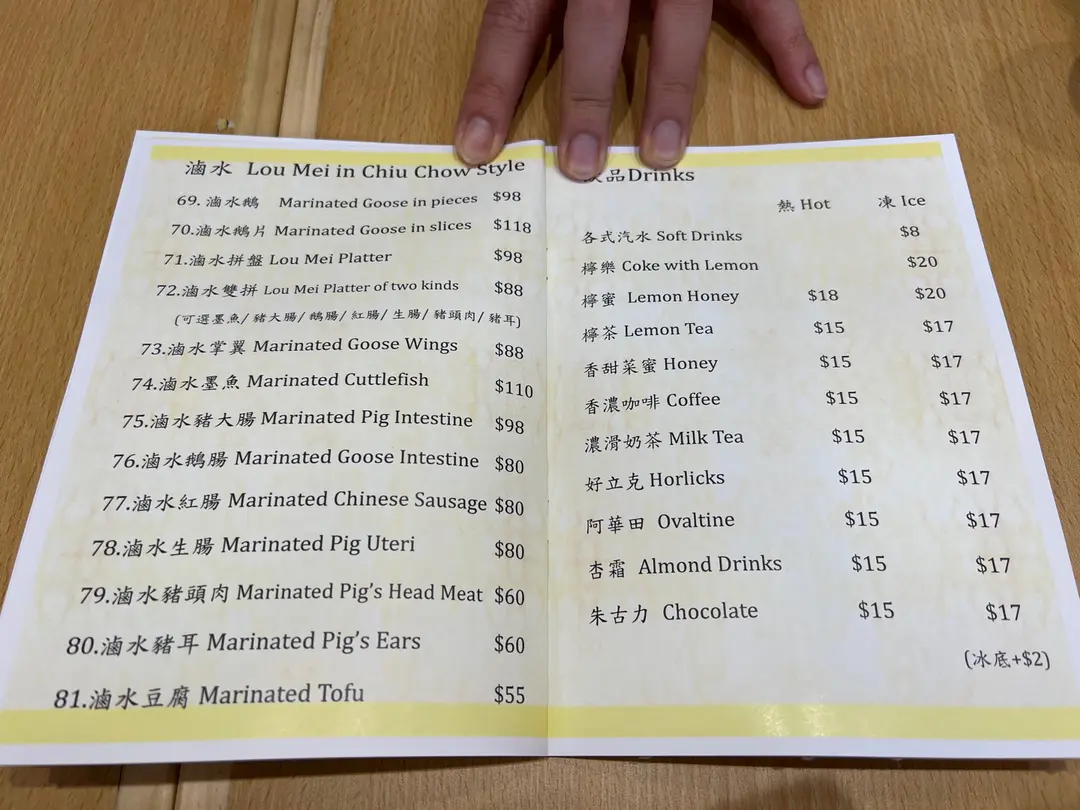 滷水 Lou Mei in Chiu Chow Style
69. 滷水鵝 Marinated Goose in pieces $98
70.滷水鵝片 Marinated Goose in slices $118
71.滷水拼盤 Lou Mei Platter $98
72.滷水雙拼 Lou Mei Platter of two kinds $88
(可選墨魚/ 豬大腸/ 鵝腸/ 紅腸/ 生腸/ 豬頭肉/ 豬耳)
73.滷水掌翼 Marinated Goose Wings $88
74.滷水墨魚 Marinated Cuttlefish $110
75.滷水豬大腸 Marinated Pig Intestine $98
76.滷水鵝腸 Marinated Goose Intestine $80
77.滷水紅腸 Marinated Chinese Sausage $80
78.滷水生腸 Marinated Pig Uteri $80
79.滷水豬頭肉 Marinated Pig's Head Meat $60
80.滷水豬耳 Marinated Pig's Ears $60
81.滷水豆腐 Marinated Tofu $55
品Drinks
熱 Hot 凍 Ice
各式汽水 Soft Drinks $8
檸樂 Coke with Lemon $20
檸蜜 Lemon Honey $18 $20
檸茶 Lemon Tea $15 $17
香甜菜蜜 Honey $15 $17
香濃咖啡 Coffee $15 $17
濃滑奶茶 Milk Tea $15 $17
好立克 Horlicks $15 $17
阿華田 Ovaltine $15 $17
杏霜 Almond Drinks $15 $17
朱古力 Chocolate $15 $17
(冰底+$2)